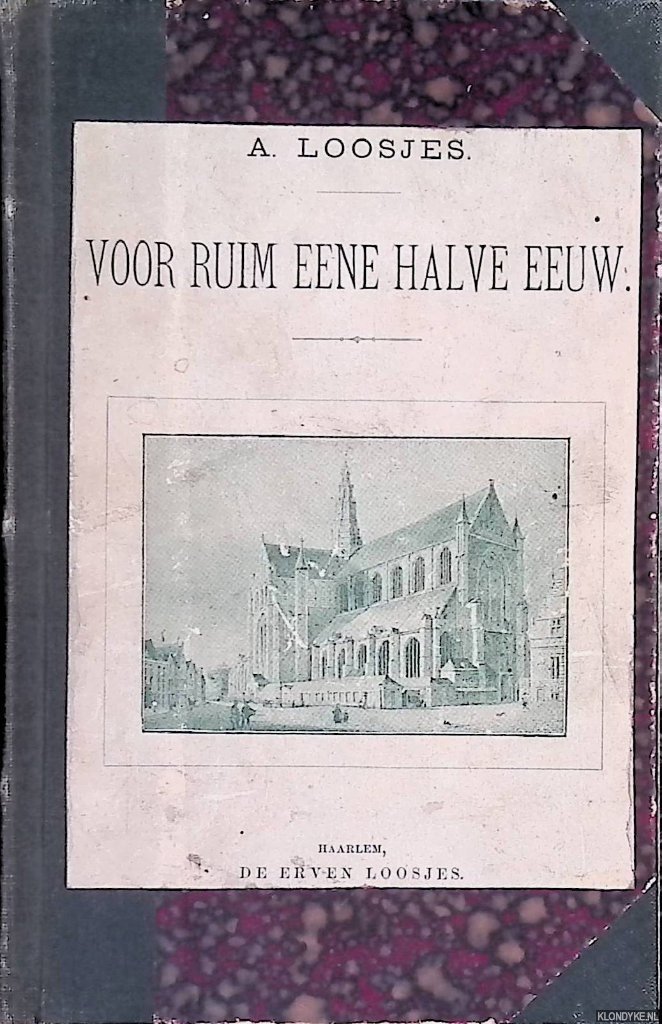 A. LOOSJES.
VOOR RUIM EENE HALVE EEUW.
HAARLEM,
DE ERVEN LOOSJES.
KLONDYKE.NL